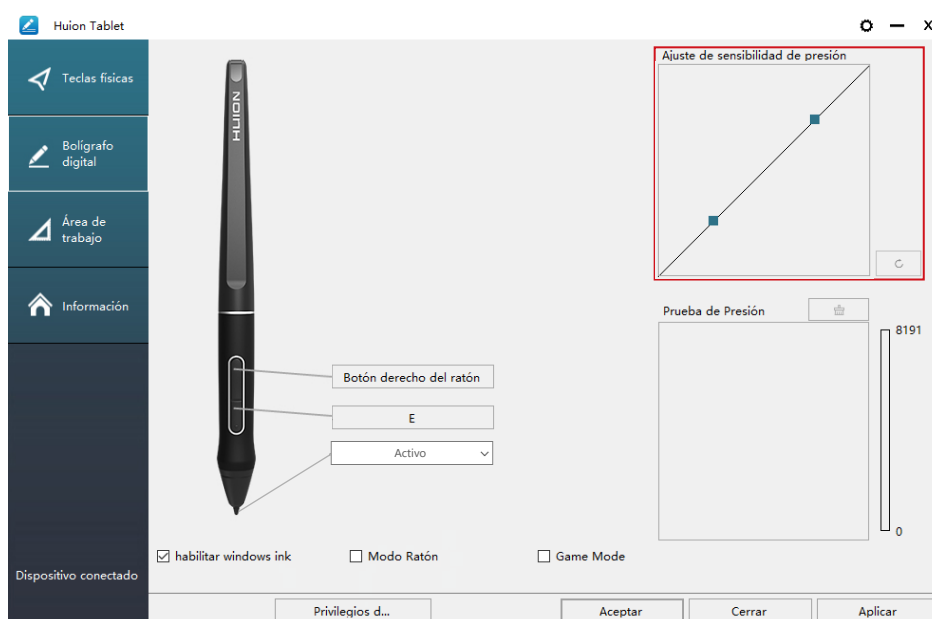 Huion Tablet
X
Teclas físicas
Bolígrafo
digital
Área de
trabajo
Información
Dispositivo conectado
HUION
Botón derecho del ratón
E
Activo
habilitar windows ink
Modo Ratón
Game Mode
Ajuste de sensibilidad de presión
Prueba de Presión
8191
0
Privilegios d...
Aceptar
Cerrar
Aplicar